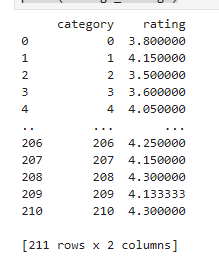 category rating
0 0 3.800000
1 1 4.150000
2 2 3.500000
3 3 3.600000
4 4 4.050000
.. ... ...
206 206 4.250000
207 207 4.150000
208 208 4.300000
209 209 4.133333
210 210 4.300000
[211 rows x 2 columns]